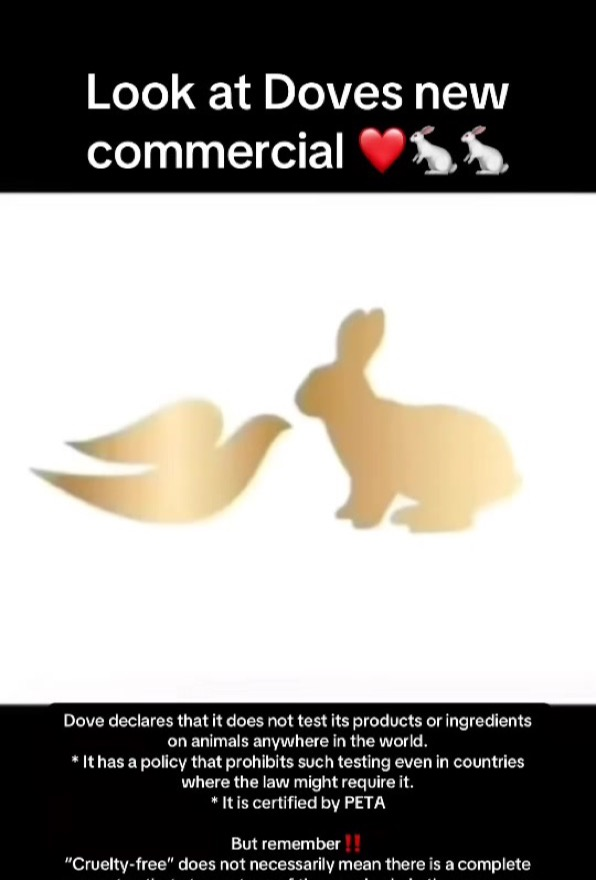 Look at Doves new
commercial ❤️🐇🐇
Dove declares that it does not test its products or ingredients
on animals anywhere in the world.
* It has a policy that prohibits such testing even in countries
where the law might require it.
* It is certified by PETA
But remember ‼️
"Cruelty-free" does not necessarily mean there is a complete